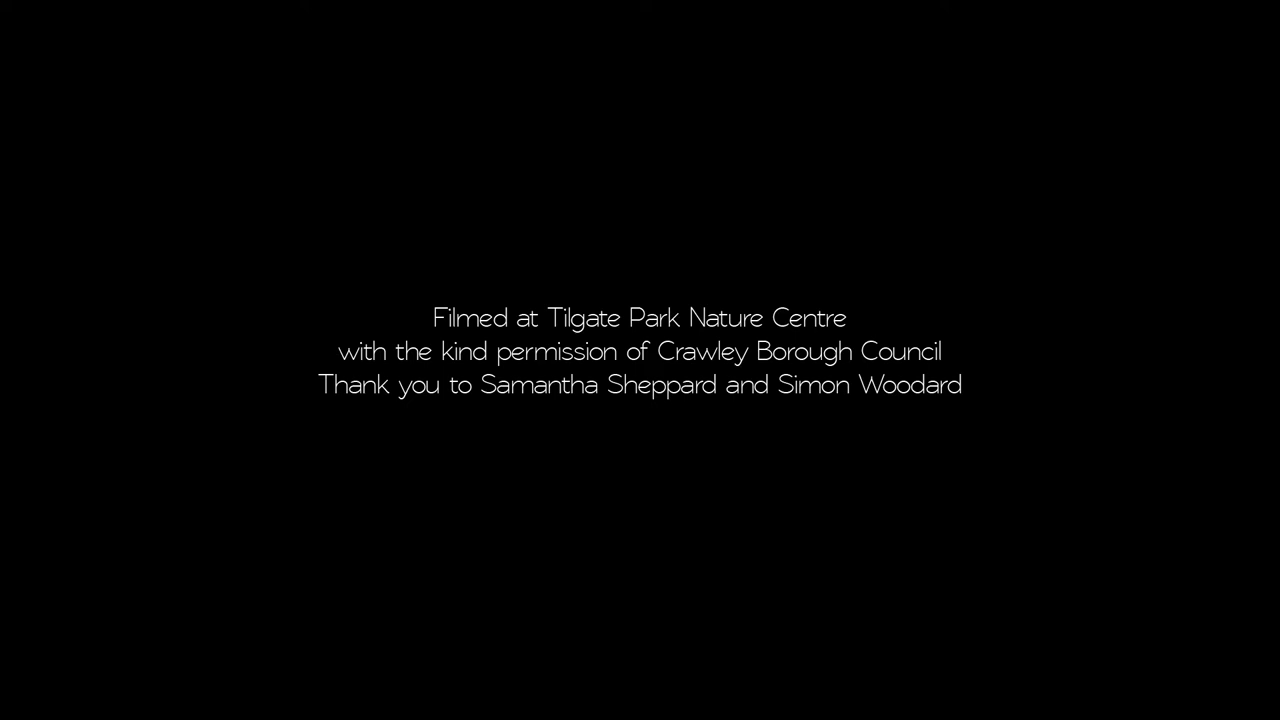 Filmed at Tilgate Park Nature Centre
with the kind permission of Crawley Borough Council
Thank you to Samantha Sheppard and Simon Woodard